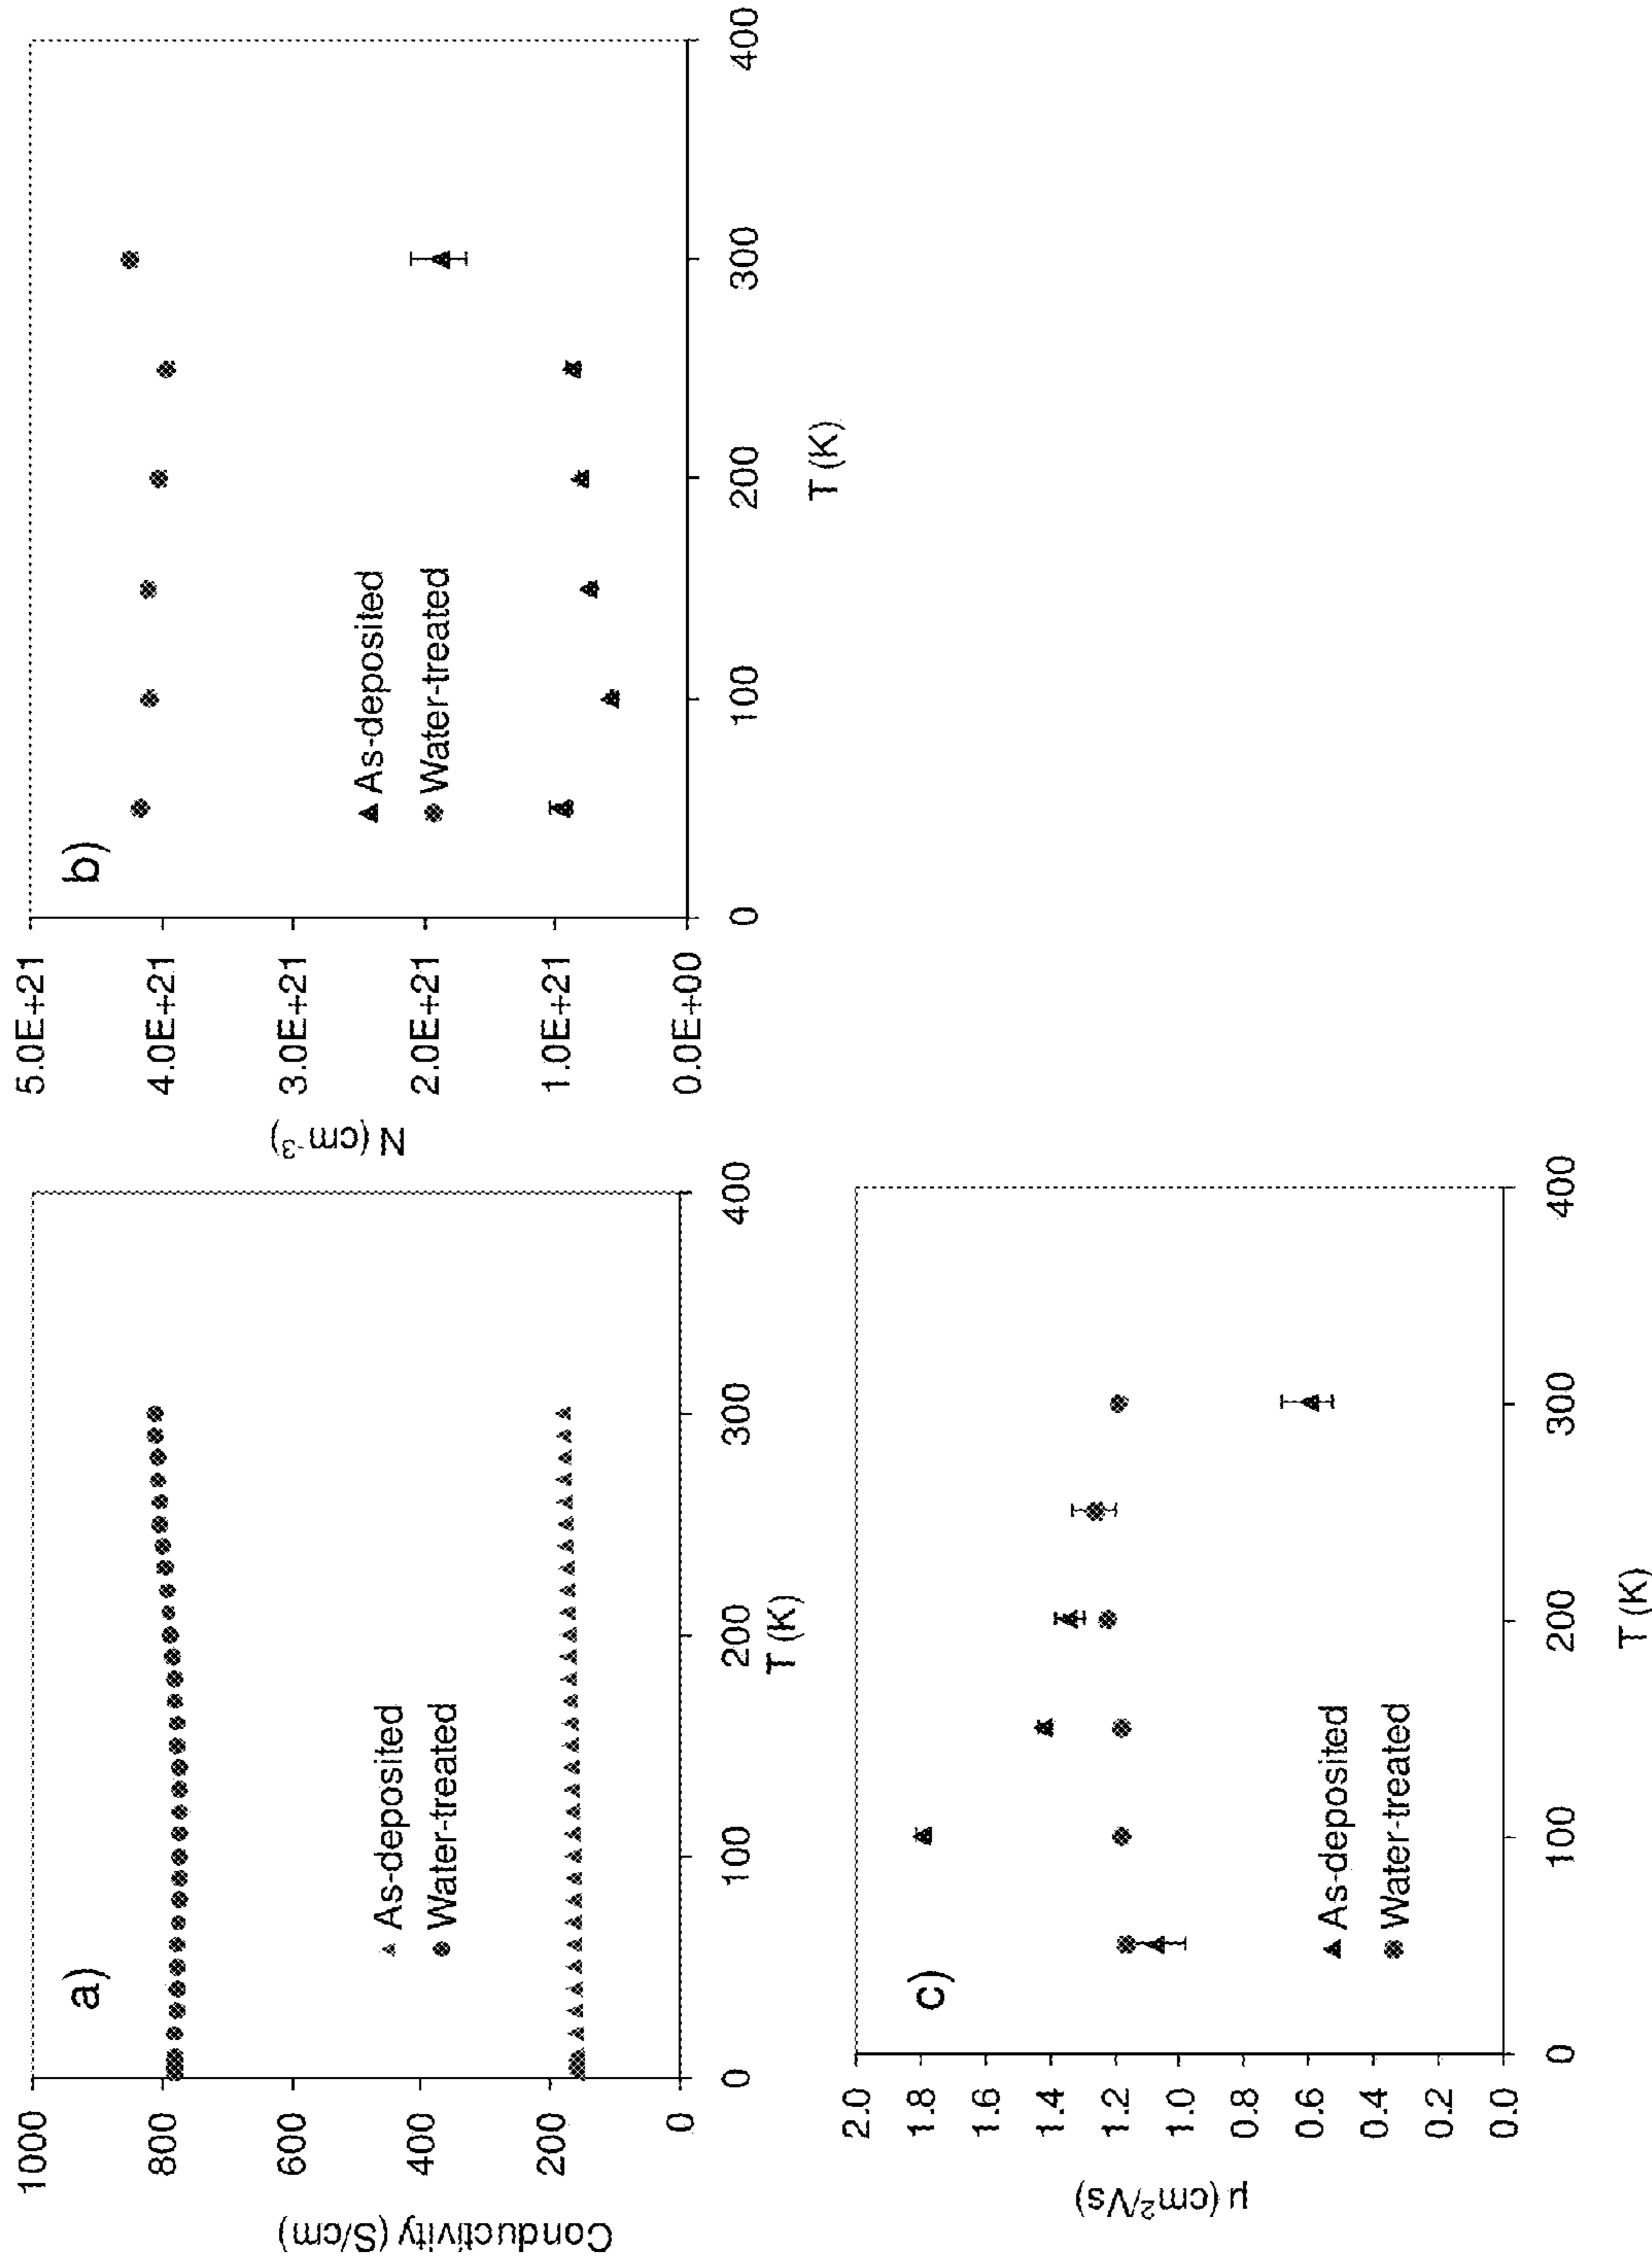 a)
1000
800
600
400
200
0
Conductivity (S/cm)
As-deposited
Water-treated
0 100 200 300 400
T (K)
b)
5.0E+21
4.0E+21
3.0E+21
2.0E+21
1.0E+21
0.0E+00
N (cm⁻³)
As-deposited
Water-treated
0 100 200 300 400
T (K)
c)
2.0
1.8
1.6
1.4
1.2
1.0
0.8
0.6
0.4
0.2
0.0
μ (cm²/Vs)
As-deposited
Water-treated
0 100 200 300 400
T (K)